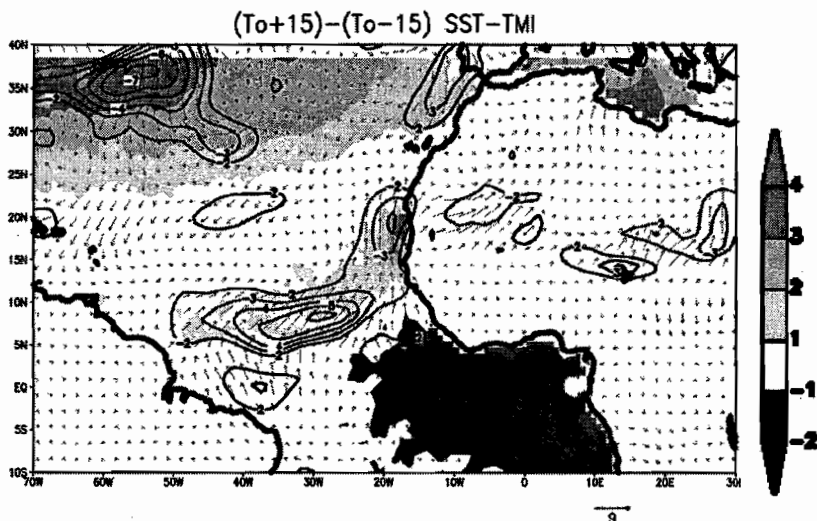 (To+15)-(To-15) SST-TMI
40N
35N
30N
25N
20N
15N
10N
5N
EQ
5S
10S
70W 60W 50W 40W 30W 20W 10W 0 10E 20E 30E
4
3
2
1
-1
-2
9